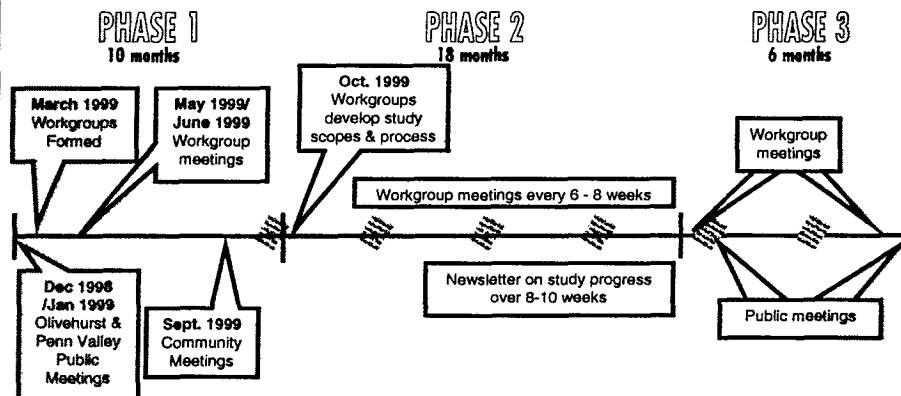 PHASE 1
10 months
PHASE 2
18 months
PHASE 3
6 months
March 1999
Workgroups
Formed
May 1999/
June 1999
Workgroup
meetings
Oct. 1999
Workgroups
develop study
scopes & process
Workgroup
meetings
Workgroup meetings every 6 - 8 weeks
Dec 1998
/Jan 1999
Olivehurst &
Penn Valley
Public
Meetings
Sept. 1999
Community
Meetings
Newsletter on study progress
over 8-10 weeks
Public meetings